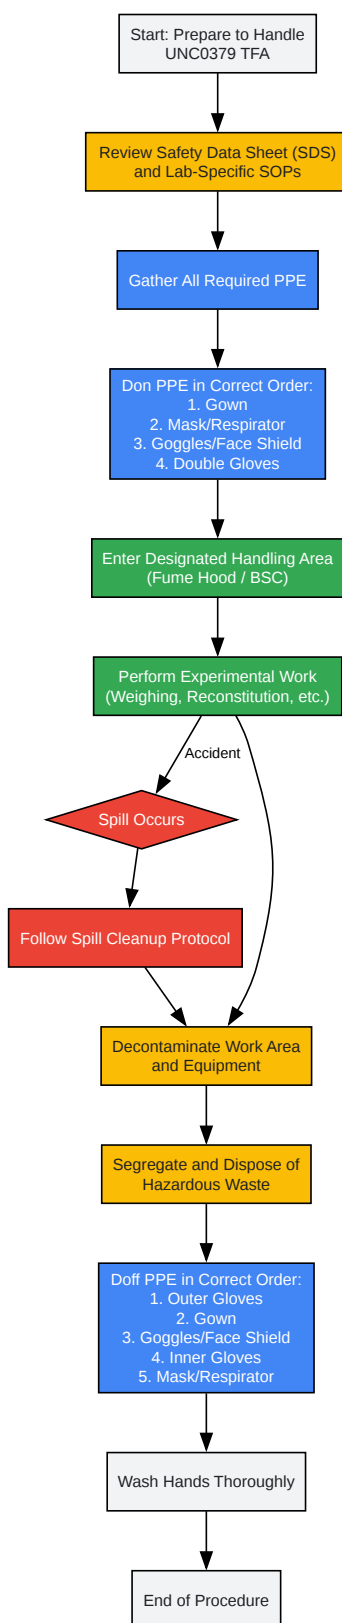 Start: Prepare to Handle
UNC0379 TFA
Review Safety Data Sheet (SDS)
and Lab-Specific SOPs
Gather All Required PPE
Don PPE in Correct Order:
1. Gown
2. Mask/Respirator
3. Goggles/Face Shield
4. Double Gloves
Enter Designated Handling Area
(Fume Hood / BSC)
Perform Experimental Work
(Weighing, Reconstitution, etc.)
Accident
Spill Occurs
Follow Spill Cleanup Protocol
Decontaminate Work Area
and Equipment
Segregate and Dispose of
Hazardous Waste
Doff PPE in Correct Order:
1. Outer Gloves
2. Gown
3. Goggles/Face Shield
4. Inner Gloves
5. Mask/Respirator
Wash Hands Thoroughly
End of Procedure